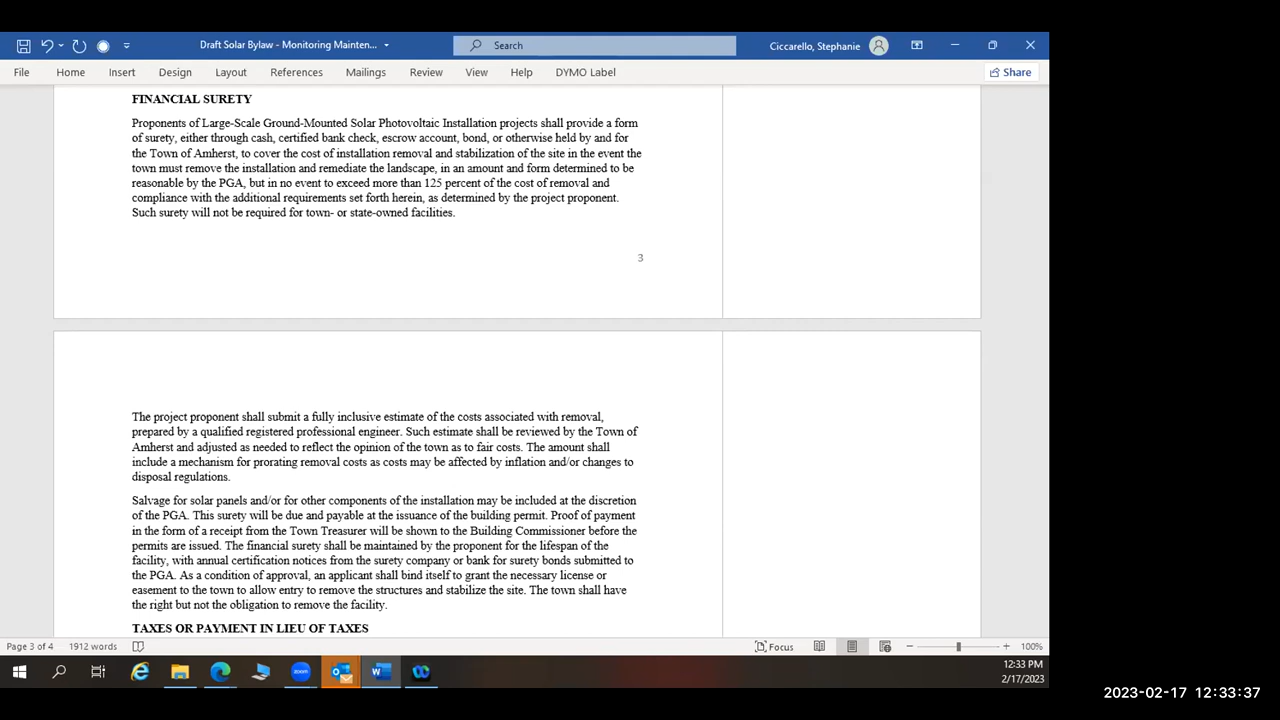 Draft Solar Bylaw - Monitoring Mainten...
Search
Ciccarello, Stephanie
File
Home
Insert
Design
Layout
References
Mailings
Review
View
Help
DYMO Label
Share
FINANCIAL SURETY
Proponents of Large-Scale Ground-Mounted Solar Photovoltaic Installation projects shall provide a form
of surety, either through cash, certified bank check, escrow account, bond, or otherwise held by and for
the Town of Amherst, to cover the cost of installation removal and stabilization of the site in the event the
town must remove the installation and remediate the landscape, in an amount and form determined to be
reasonable by the PGA, but in no event to exceed more than 125 percent of the cost of removal and
compliance with the additional requirements set forth herein, as determined by the project proponent.
Such surety will not be required for town- or state-owned facilities.
3
The project proponent shall submit a fully inclusive estimate of the costs associated with removal,
prepared by a qualified registered professional engineer. Such estimate shall be reviewed by the Town of
Amherst and adjusted as needed to reflect the opinion of the town as to fair costs. The amount shall
include a mechanism for prorating removal costs as costs may be affected by inflation and/or changes to
disposal regulations.
Salvage for solar panels and/or for other components of the installation may be included at the discretion
of the PGA. This surety will be due and payable at the issuance of the building permit. Proof of payment
in the form of a receipt from the Town Treasurer will be shown to the Building Commissioner before the
permits are issued. The financial surety shall be maintained by the proponent for the lifespan of the
facility, with annual certification notices from the surety company or bank for surety bonds submitted to
the PGA. As a condition of approval, an applicant shall bind itself to grant the necessary license or
easement to the town to allow entry to remove the structures and stabilize the site. The town shall have
the right but not the obligation to remove the facility.
TAXES OR PAYMENT IN LIEU OF TAXES
Page 3 of 4
1912 words
Focus
100%
zoom
12:33 PM
2/17/2023
2023-02-17 12:33:37